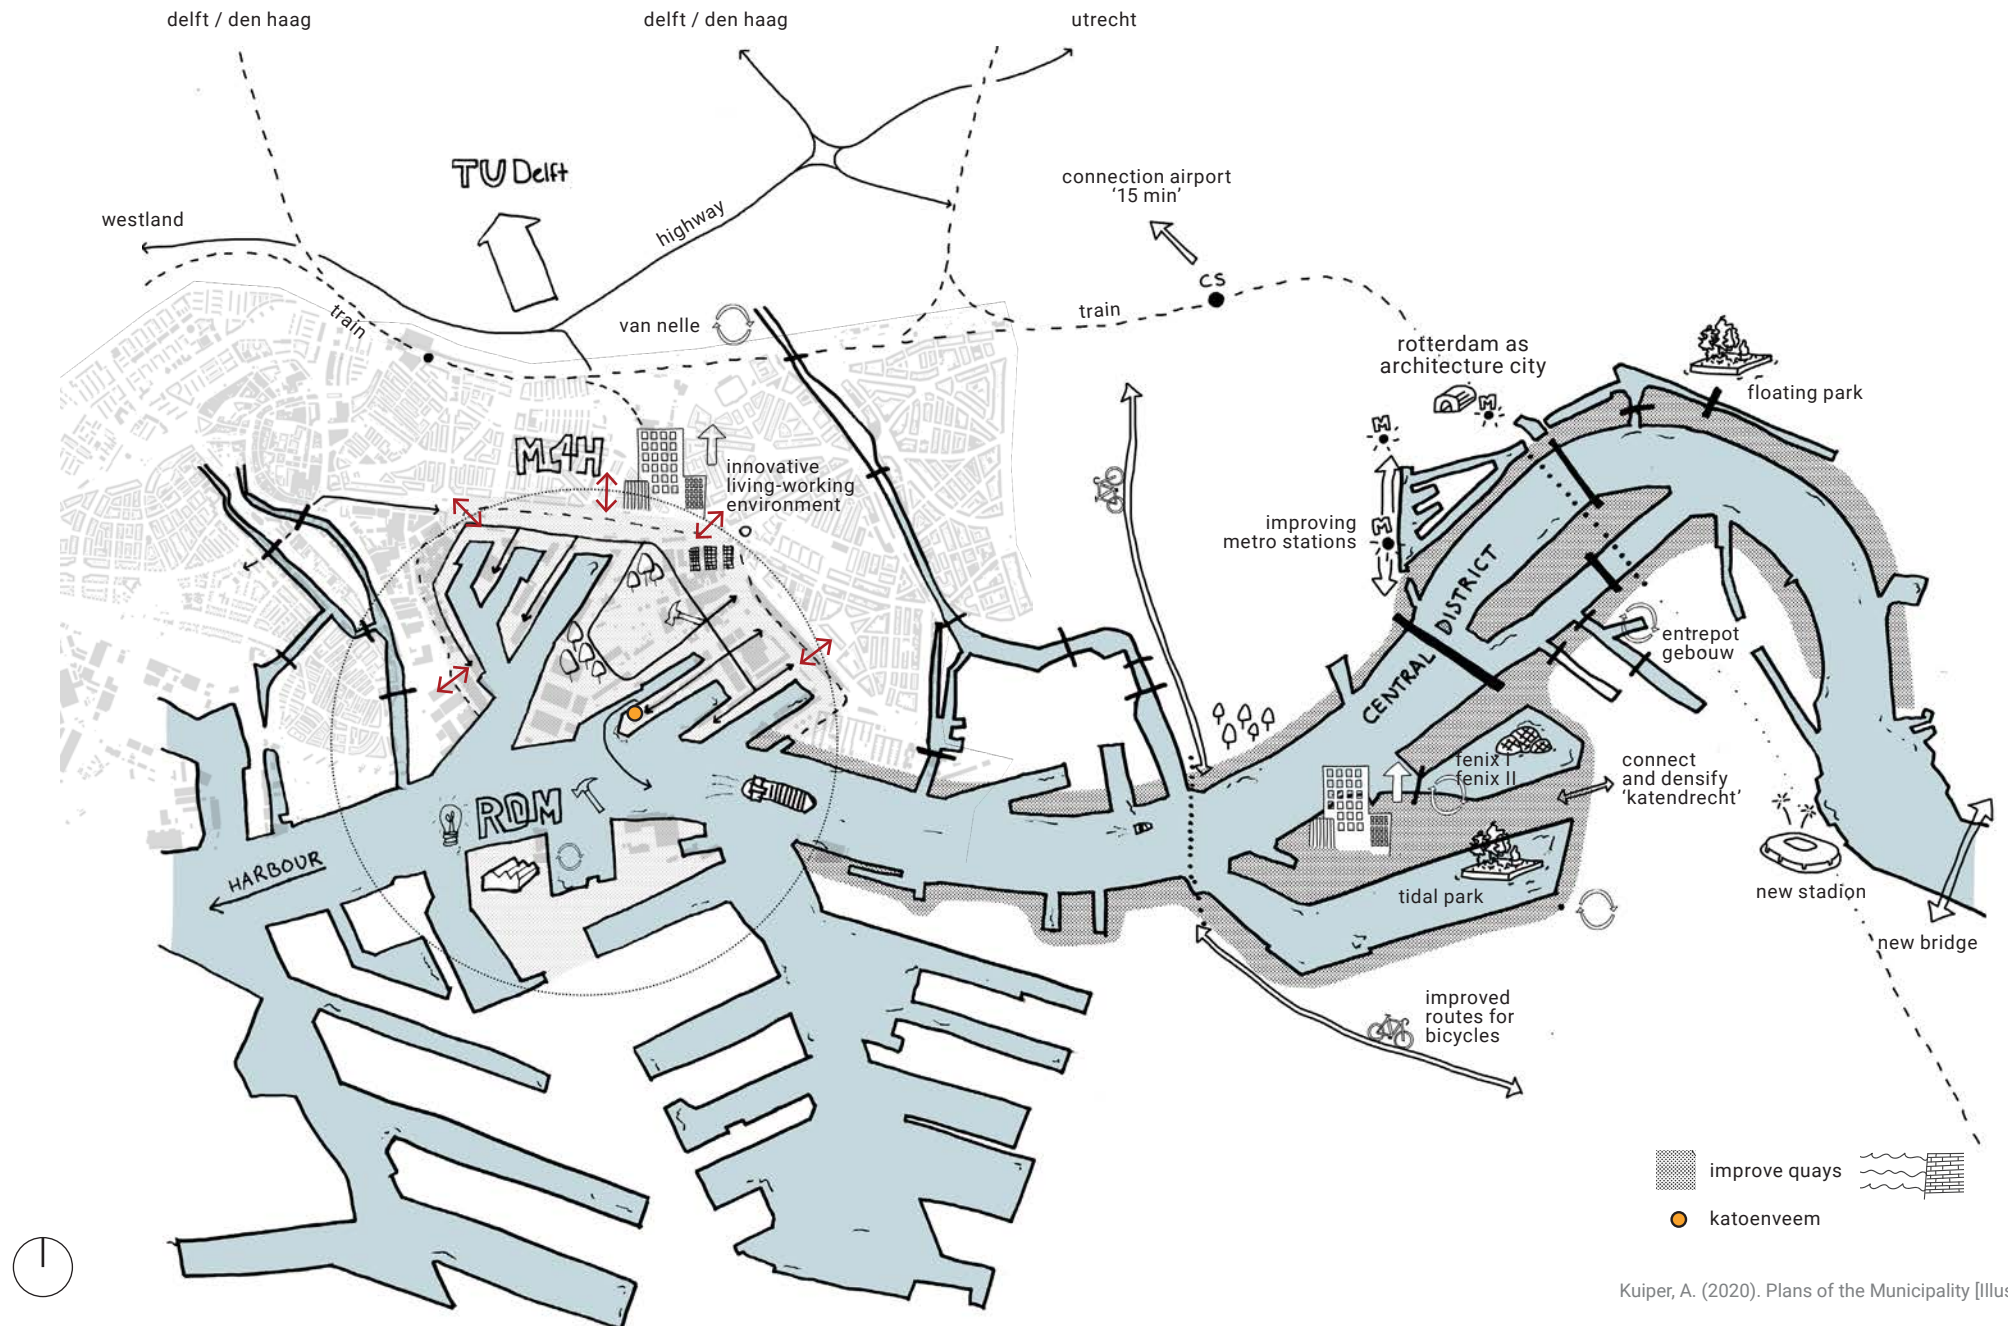 delft / den haag
delft / den haag
utrecht
TU Delft
connection airport
‘15 min’
westland
highway
CS
train
van nelle
train
rotterdam as
architecture city
floating park
M
M
M4H
innovative
living-working
environment
improving
metro stations
M
DISTRICT
CENTRAL
entrepot
gebouw
fenix I
fenix II
connect
and densify
‘katendrecht’
RDM
HARBOUR
tidal park
new stadion
new bridge
improved
routes for
bicycles
improve quays
katoenveem
Kuiper, A. (2020). Plans of the Municipality [Illus